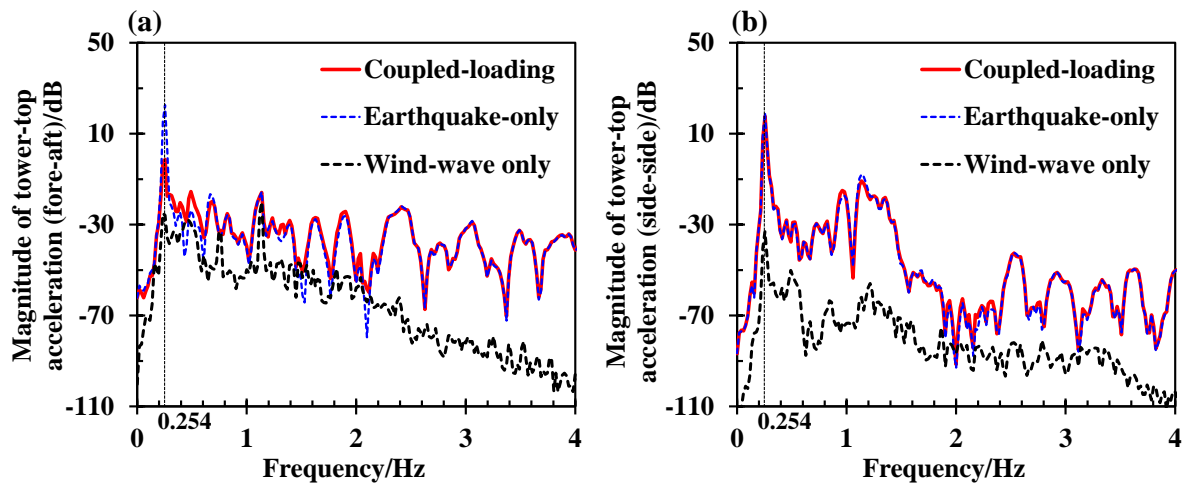 (a)
50
10
-30
-70
-110
Magnitude of tower-top
acceleration (fore-aft)/dB
Coupled-loading
Earthquake-only
Wind-wave only
0.254
0 1 2 3 4
Frequency/Hz
(b)
50
10
-30
-70
-110
Magnitude of tower-top
acceleration (side-side)/dB
Coupled-loading
Earthquake-only
Wind-wave only
0.254
0 1 2 3 4
Frequency/Hz